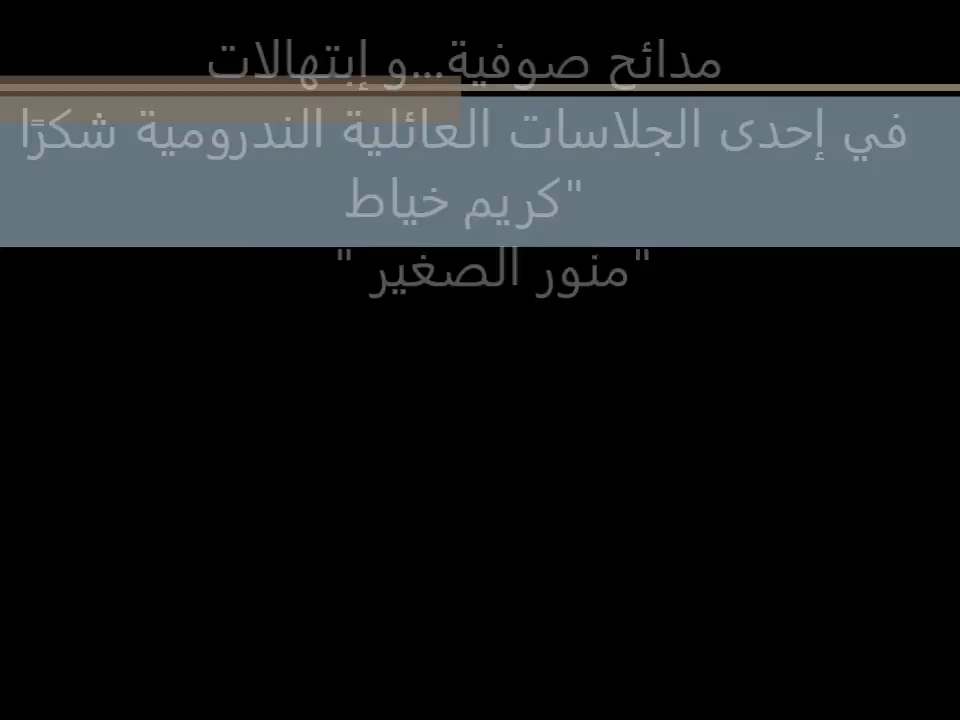 مدائح صوفية...و إبتهالات
في إحدى الجلاسات العائلية الندرومية شكرًا
"كريم خياط
"منور الصغير "